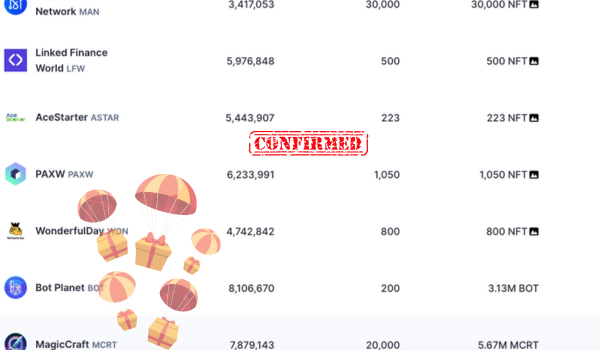 Network MAN 3,417,053 30,000 30,000 NFT
Linked Finance
World LFW 5,976,848 500 500 NFT
AceStarter ASTAR 5,443,907 223 223 NFT
CONFIRMED
PAXW PAXW 6,233,991 1,050 1,050 NFT
WonderfulDay WON 4,742,842 800 800 NFT
Bot Planet 8,106,670 200 3.13M BOT
MagicCraft MCRT 7,879,143 20,000 5.67M MCRT